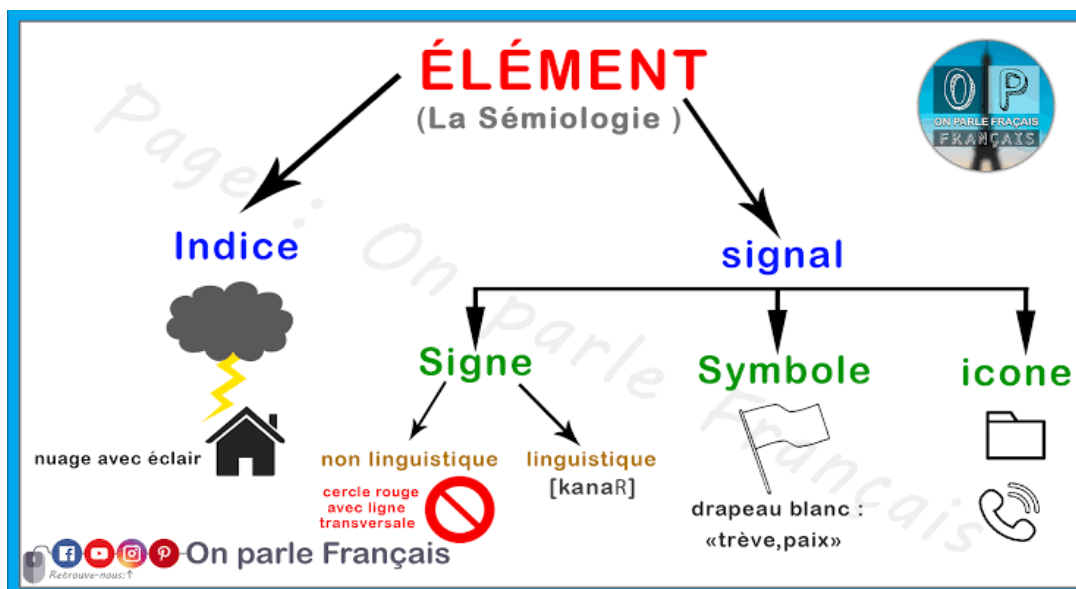 ÉLÉMENT
(La Sémiologie )
O P
ON PARLE FRAÇAIS
FRANÇAIS
Page : On parle Français
Indice
signal
Signe
Symbole
icone
nuage avec éclair
non linguistique
linguistique
[kanaR]
cercle rouge
avec ligne
transversale
drapeau blanc :
«trève,paix»
On parle Français
Retrouve-nous:↑